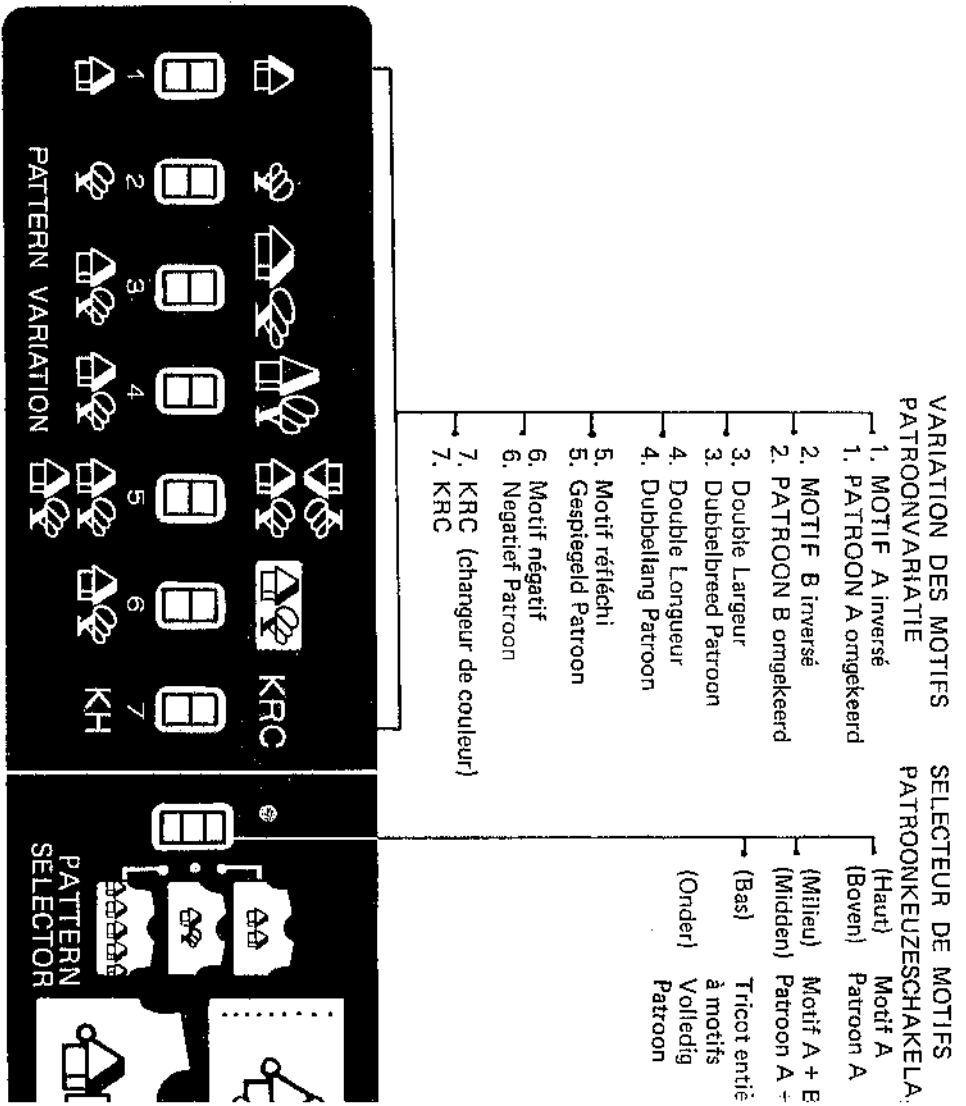 VARIATION DES MOTIFS
PATROONVARIATIE
1. MOTIF A inversé
1. PATROON A omgekeerd
2. MOTIF B inversé
2. PATROON B omgekeerd
3. Double Largeur
3. Dubbelbreed Patroon
4. Double Longueur
4. Dubbellang Patroon
5. Motif réfléchi
5. Gespiegeld Patroon
6. Motif négatif
6. Negatief Patroon
7. KRC (changeur de couleur)
7. KRC
SELECTEUR DE MOTIFS
PATROONKEUZESCHAKELA
(Haut) Motif A
(Boven) Patroon A
(Milieu) Motif A + B
(Midden) Patroon A +
(Bas) Tricot entiè
à motifs
(Onder) Volledig
Patroon
KRC
1 2 3 4 5 6 7
KH
PATTERN VARIATION
PATTERN
SELECTOR